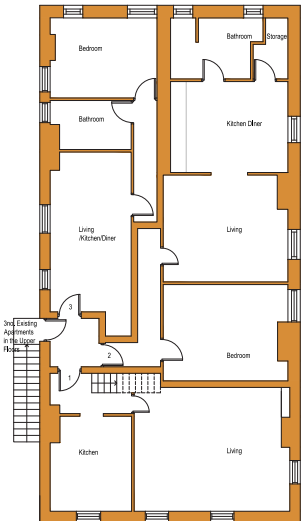 Bedroom
Bathroom
Storage
Bathroom
Kitchen DIner
Living
/Kitchen/Diner
Living
3
3no. Existing
Apartments
in the Upper
Floors
2
Bedroom
1
Kitchen
Living